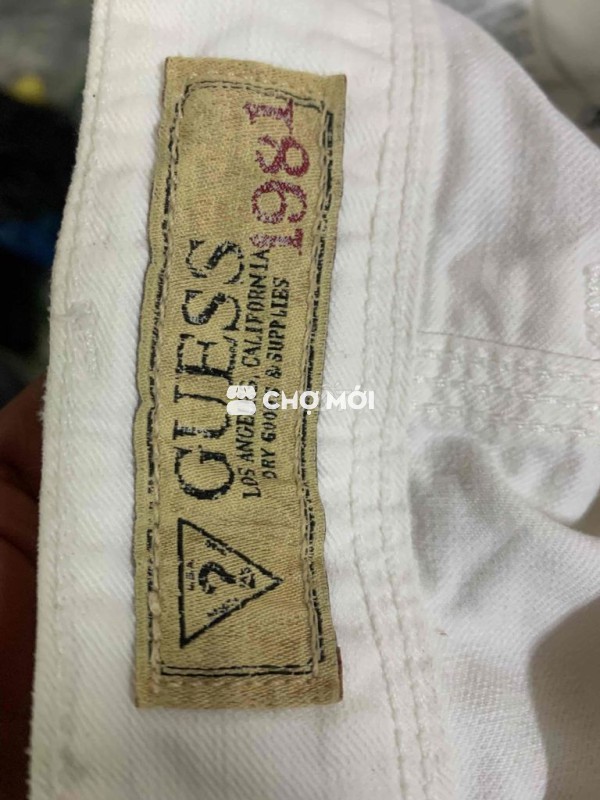 GUESS
1981
LOS ANGELES, CALIFORNIA
DRY GOODS & SUPPLIES
?
CHỢ MỚI